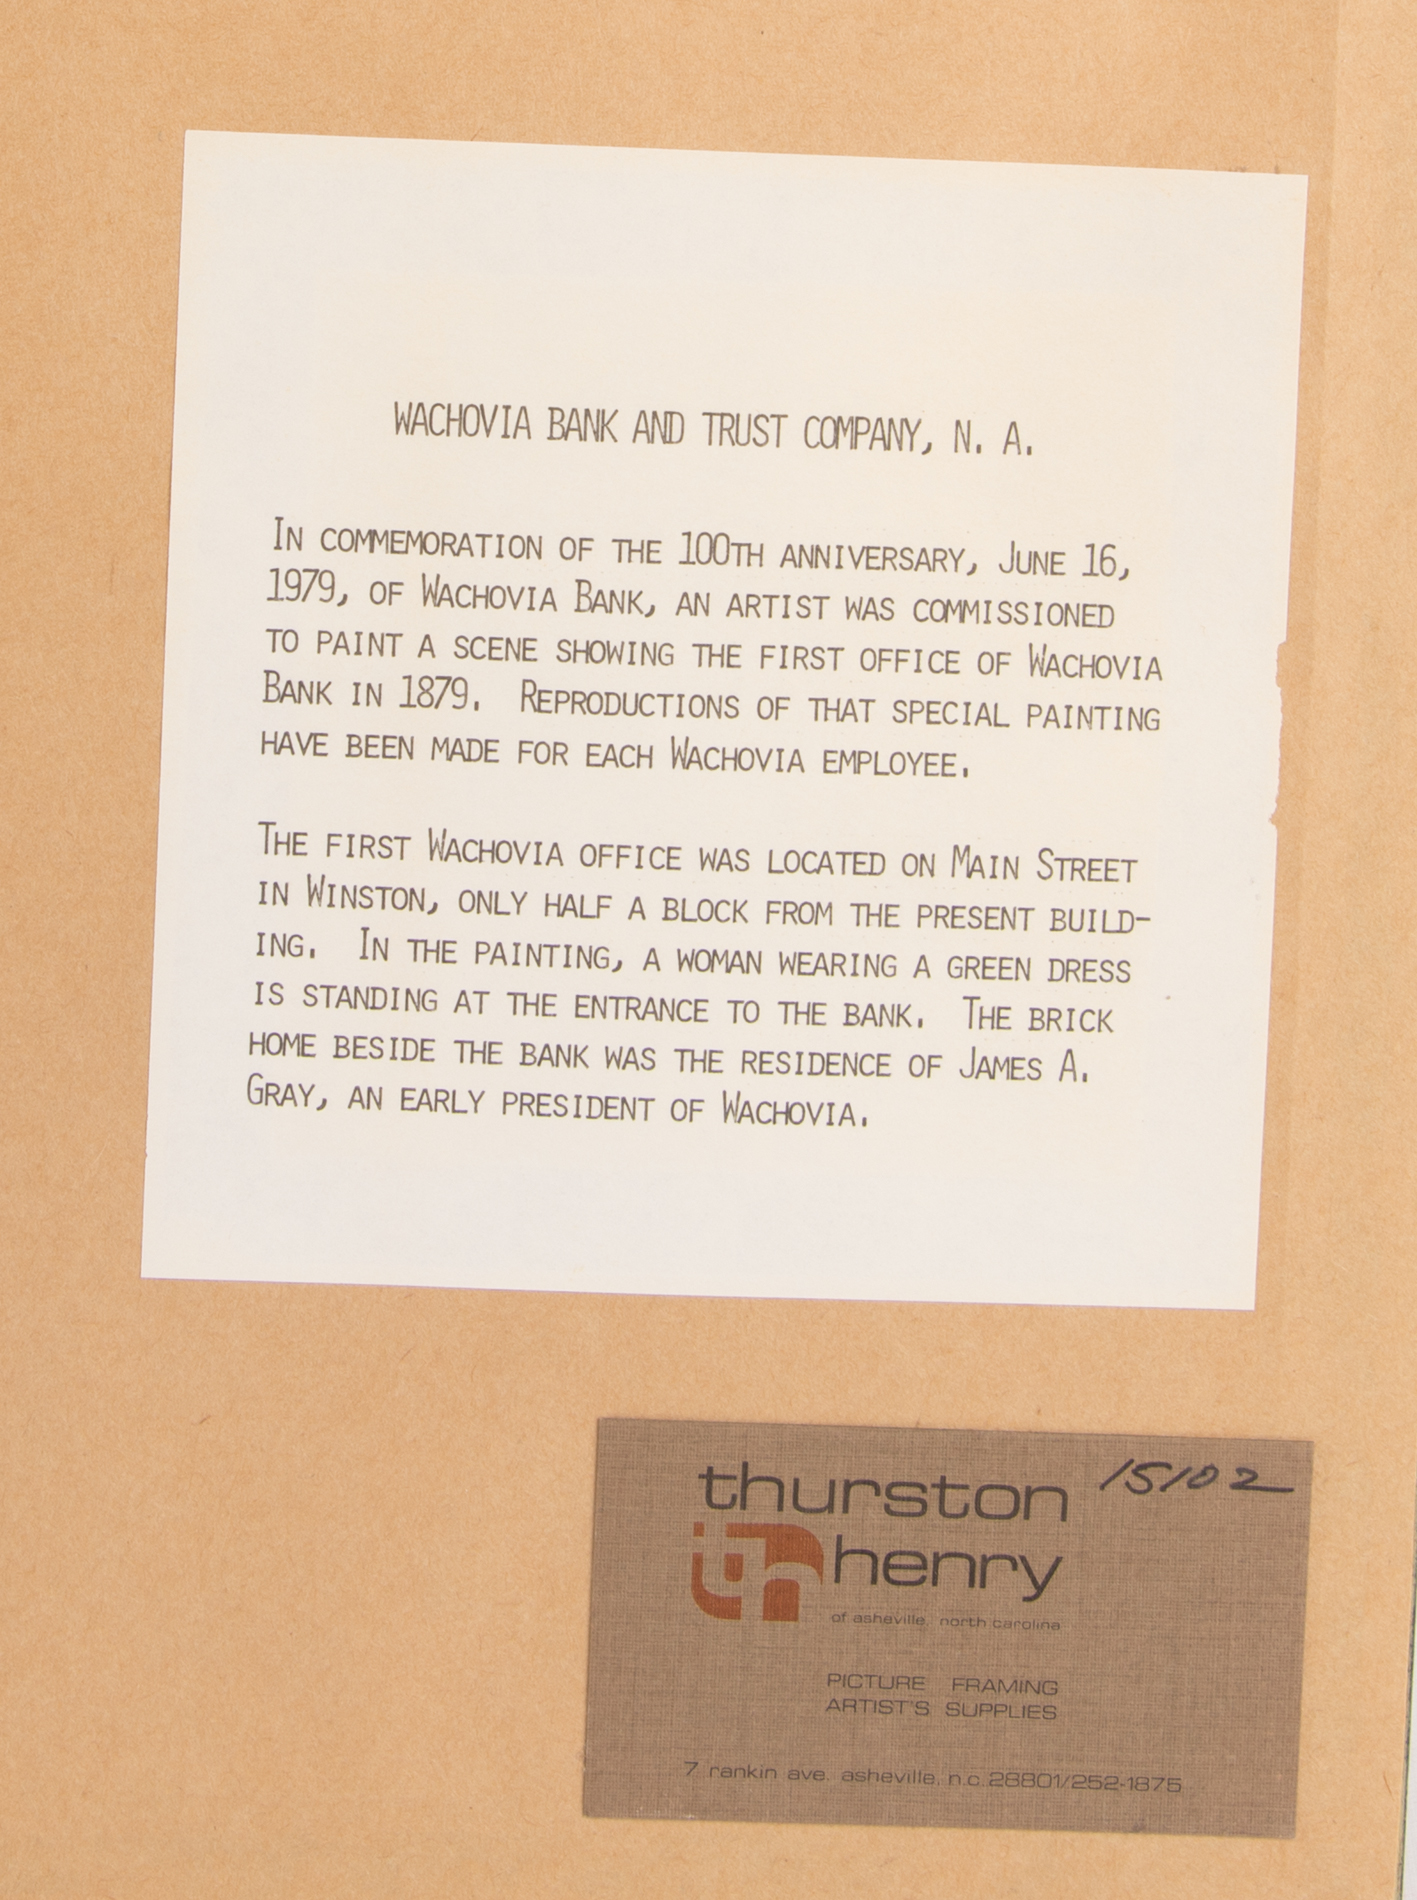 WACHOVIA BANK AND TRUST COMPANY, N. A.
IN COMMEMORATION OF THE 100TH ANNIVERSARY, JUNE 16,
1979, OF WACHOVIA BANK, AN ARTIST WAS COMMISSIONED
TO PAINT A SCENE SHOWING THE FIRST OFFICE OF WACHOVIA
BANK IN 1879. REPRODUCTIONS OF THAT SPECIAL PAINTING
HAVE BEEN MADE FOR EACH WACHOVIA EMPLOYEE.
THE FIRST WACHOVIA OFFICE WAS LOCATED ON MAIN STREET
IN WINSTON, ONLY HALF A BLOCK FROM THE PRESENT BUILD-
ING. IN THE PAINTING, A WOMAN WEARING A GREEN DRESS
IS STANDING AT THE ENTRANCE TO THE BANK. THE BRICK
HOME BESIDE THE BANK WAS THE RESIDENCE OF JAMES A.
GRAY, AN EARLY PRESIDENT OF WACHOVIA.
thurston 15102
th henry
of asheville, north carolina
PICTURE FRAMING
ARTIST'S SUPPLIES
7 rankin ave. asheville, n.c. 28801/252-1875